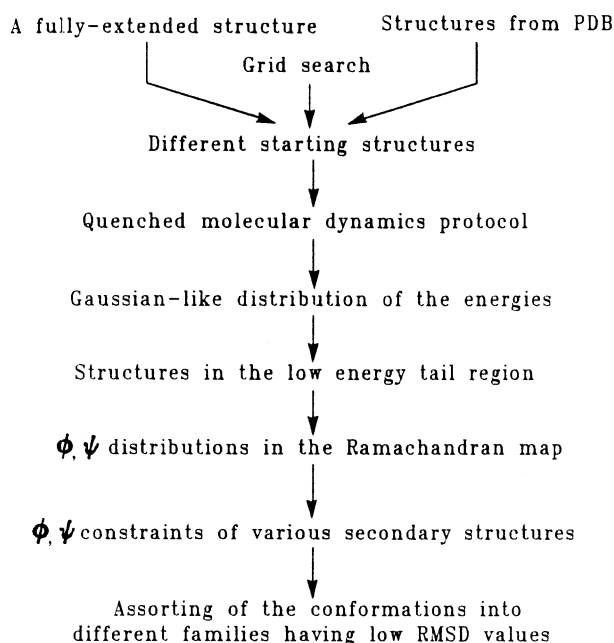 A fully-extended structure
Structures from PDB
Grid search
Different starting structures
Quenched molecular dynamics protocol
Gaussian-like distribution of the energies
Structures in the low energy tail region
ϕ, ψ distributions in the Ramachandran map
ϕ, ψ constraints of various secondary structures
Assorting of the conformations into
different families having low RMSD values